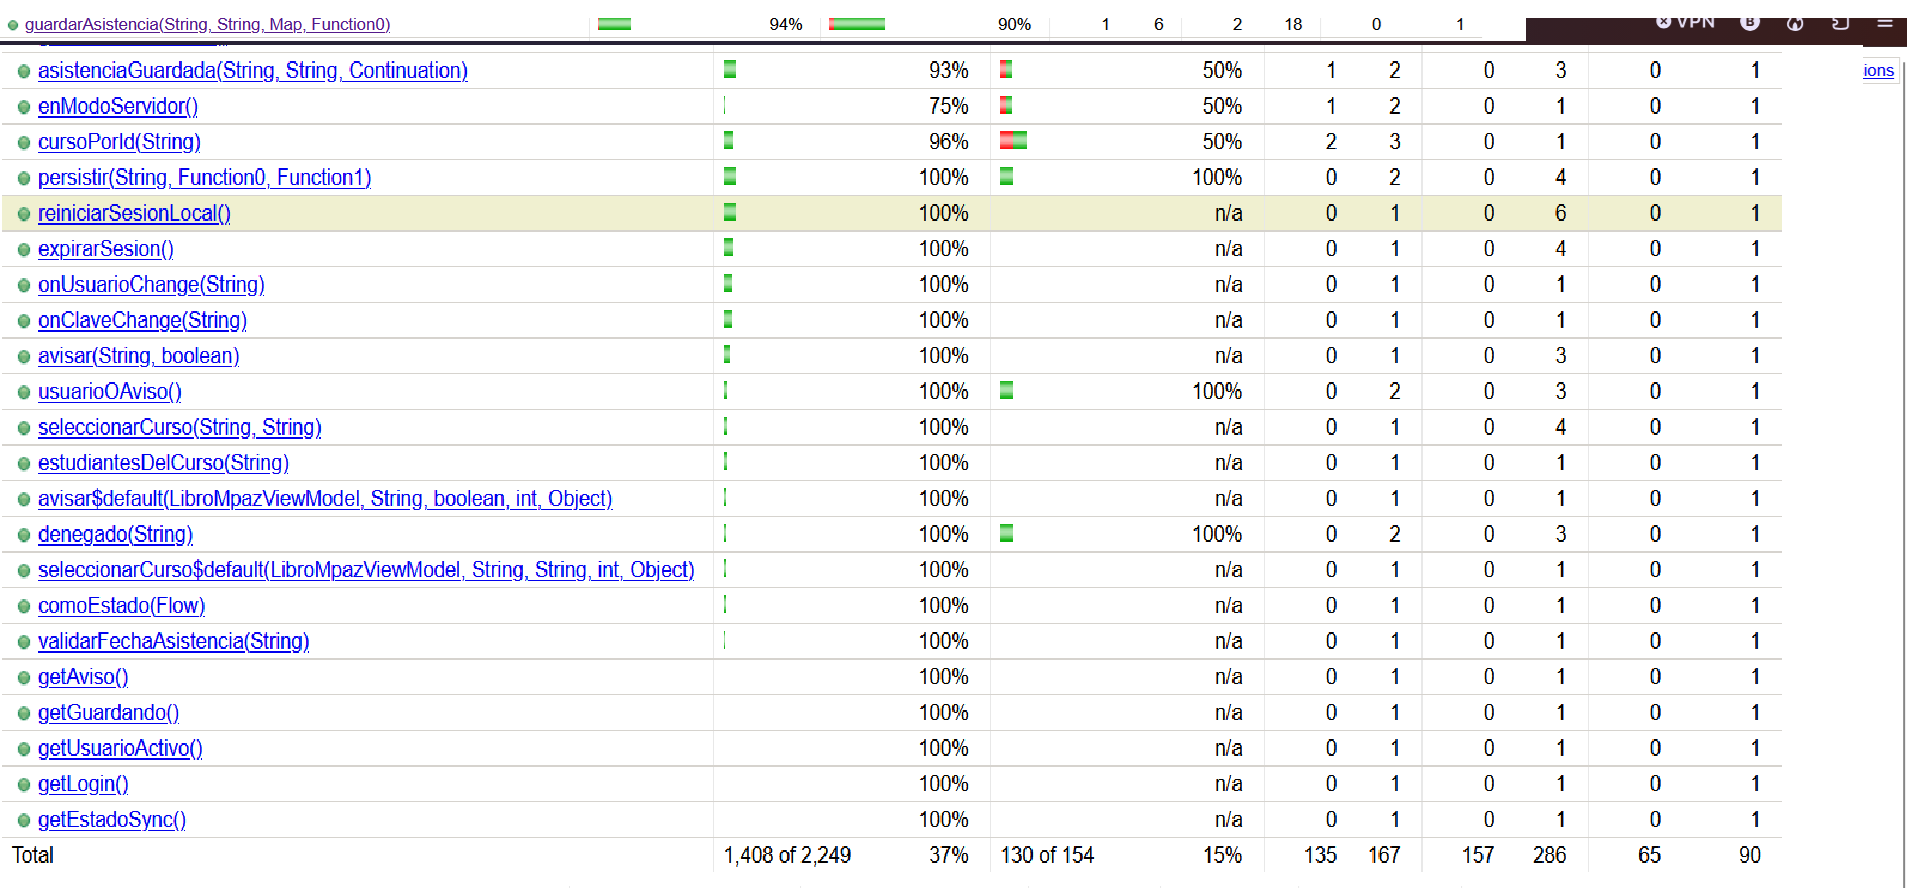 guardarAsistencia(String, String, Map, Function0) 94% 90% 1 6 2 18 0 1
VPN B
asistenciaGuardada(String, String, Continuation) 93% 50% 1 2 0 3 0 1
ions
enModoServidor() 75% 50% 1 2 0 1 0 1
cursoPorId(String) 96% 50% 2 3 0 1 0 1
persistir(String, Function0, Function1) 100% 100% 0 2 0 4 0 1
reiniciarSesionLocal() 100% n/a 0 1 0 6 0 1
expirarSesion() 100% n/a 0 1 0 4 0 1
onUsuarioChange(String) 100% n/a 0 1 0 1 0 1
onClaveChange(String) 100% n/a 0 1 0 1 0 1
avisar(String, boolean) 100% n/a 0 1 0 3 0 1
usuarioOAviso() 100% 100% 0 2 0 3 0 1
seleccionarCurso(String, String) 100% n/a 0 1 0 4 0 1
estudiantesDelCurso(String) 100% n/a 0 1 0 1 0 1
avisar$default(LibroMpazViewModel, String, boolean, int, Object) 100% n/a 0 1 0 1 0 1
denegado(String) 100% 100% 0 2 0 3 0 1
seleccionarCurso$default(LibroMpazViewModel, String, String, int, Object) 100% n/a 0 1 0 1 0 1
comoEstado(Flow) 100% n/a 0 1 0 1 0 1
validarFechaAsistencia(String) 100% n/a 0 1 0 1 0 1
getAviso() 100% n/a 0 1 0 1 0 1
getGuardando() 100% n/a 0 1 0 1 0 1
getUsuarioActivo() 100% n/a 0 1 0 1 0 1
getLogin() 100% n/a 0 1 0 1 0 1
getEstadoSync() 100% n/a 0 1 0 1 0 1
Total 1,408 of 2,249 37% 130 of 154 15% 135 167 157 286 65 90